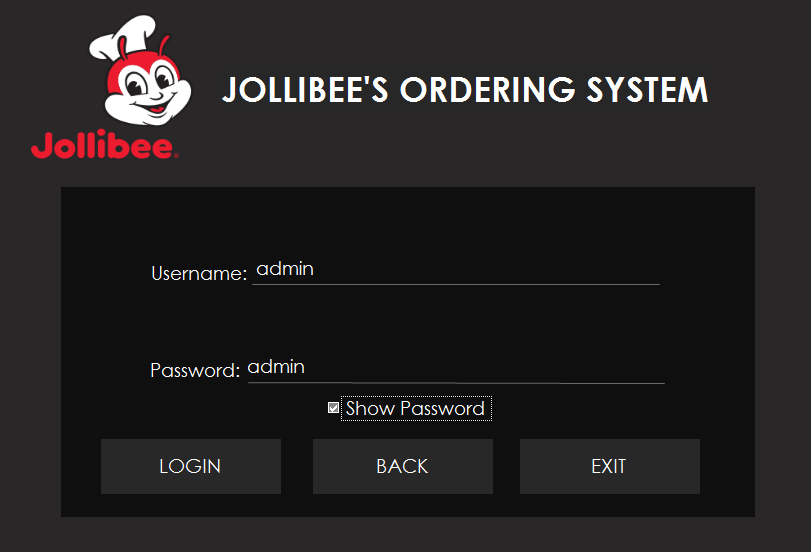 JOLLIBEE'S ORDERING SYSTEM
Jollibee
Username: admin
Password: admin
Show Password
LOGIN BACK EXIT